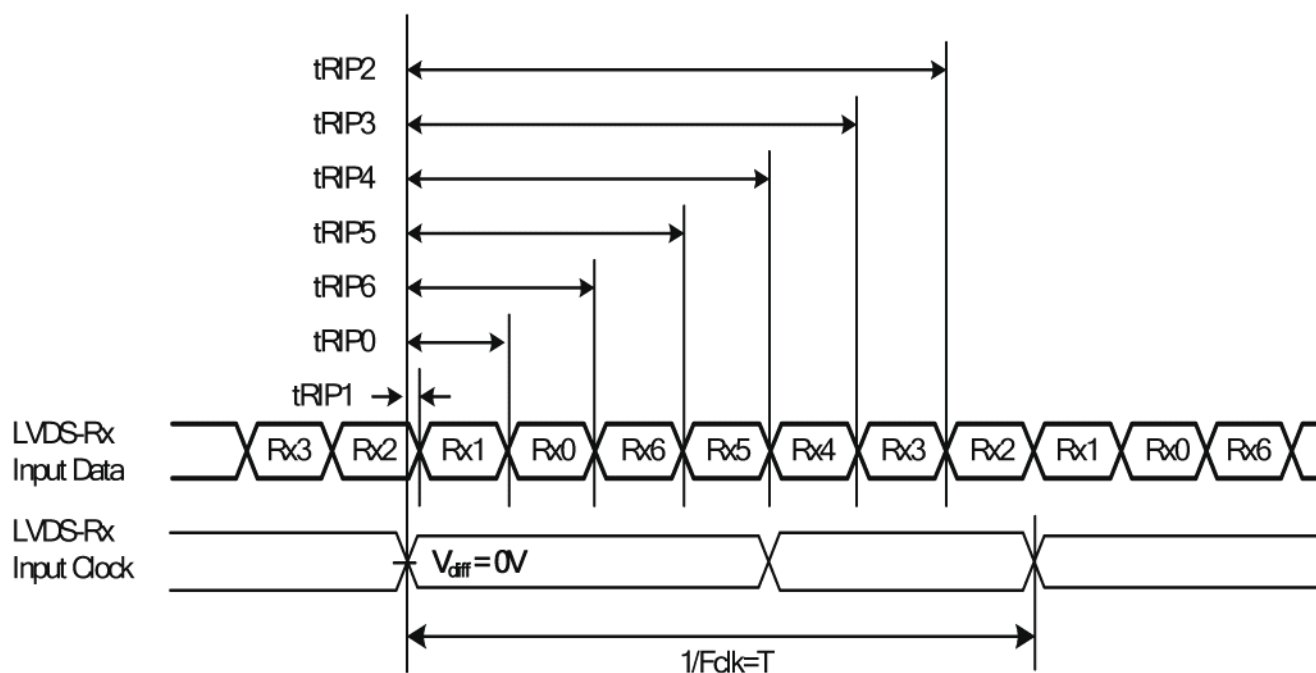 tRIP2
tRIP3
tRIP4
tRIP5
tRIP6
tRIP0
tRIP1
LVDS-Rx
Input Data
Rx3 Rx2 Rx1 Rx0 Rx6 Rx5 Rx4 Rx3 Rx2 Rx1 Rx0 Rx6
LVDS-Rx
Input Clock
Vdiff = 0V
1/Fclk=T